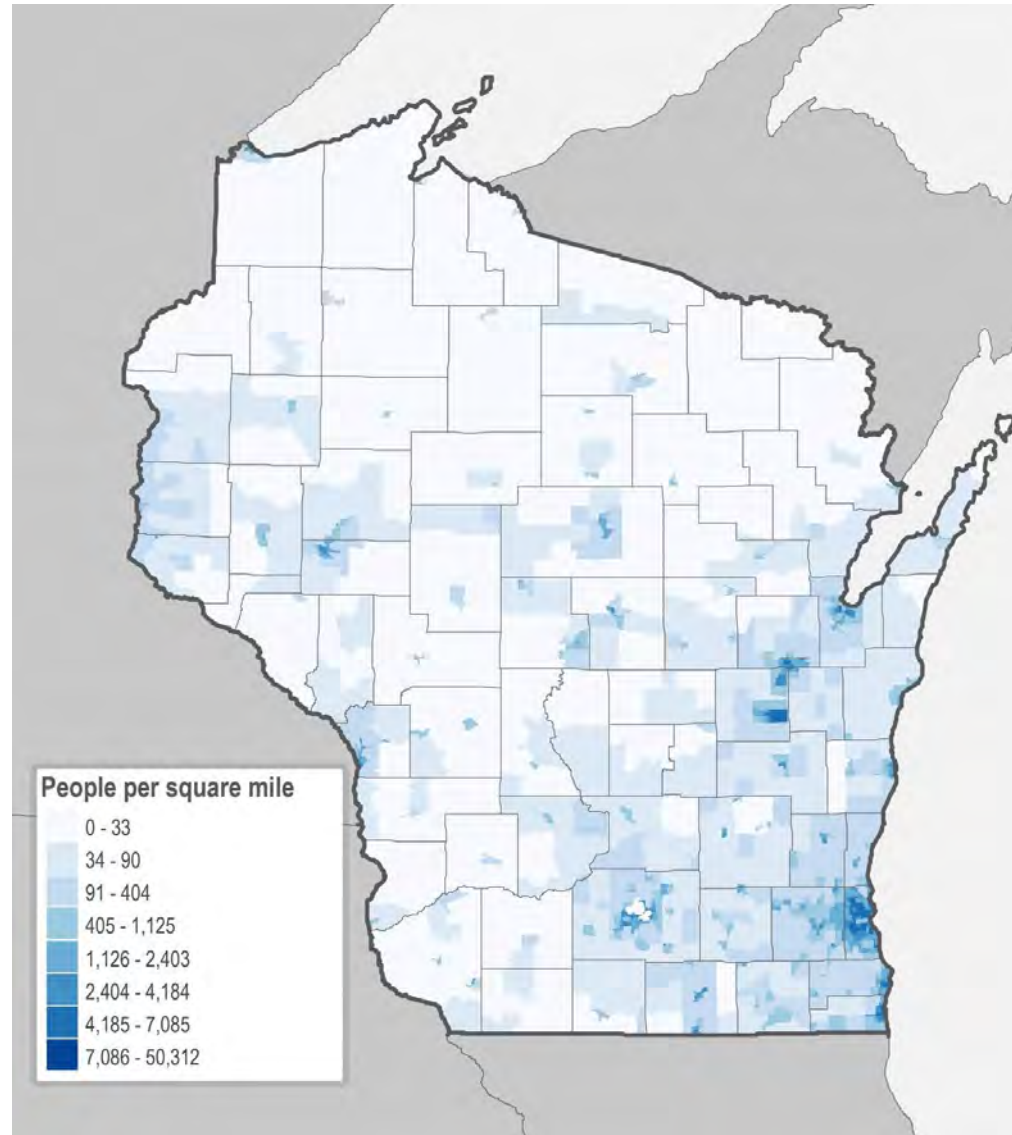 People per square mile
0 - 33
34 - 90
91 - 404
405 - 1,125
1,126 - 2,403
2,404 - 4,184
4,185 - 7,085
7,086 - 50,312